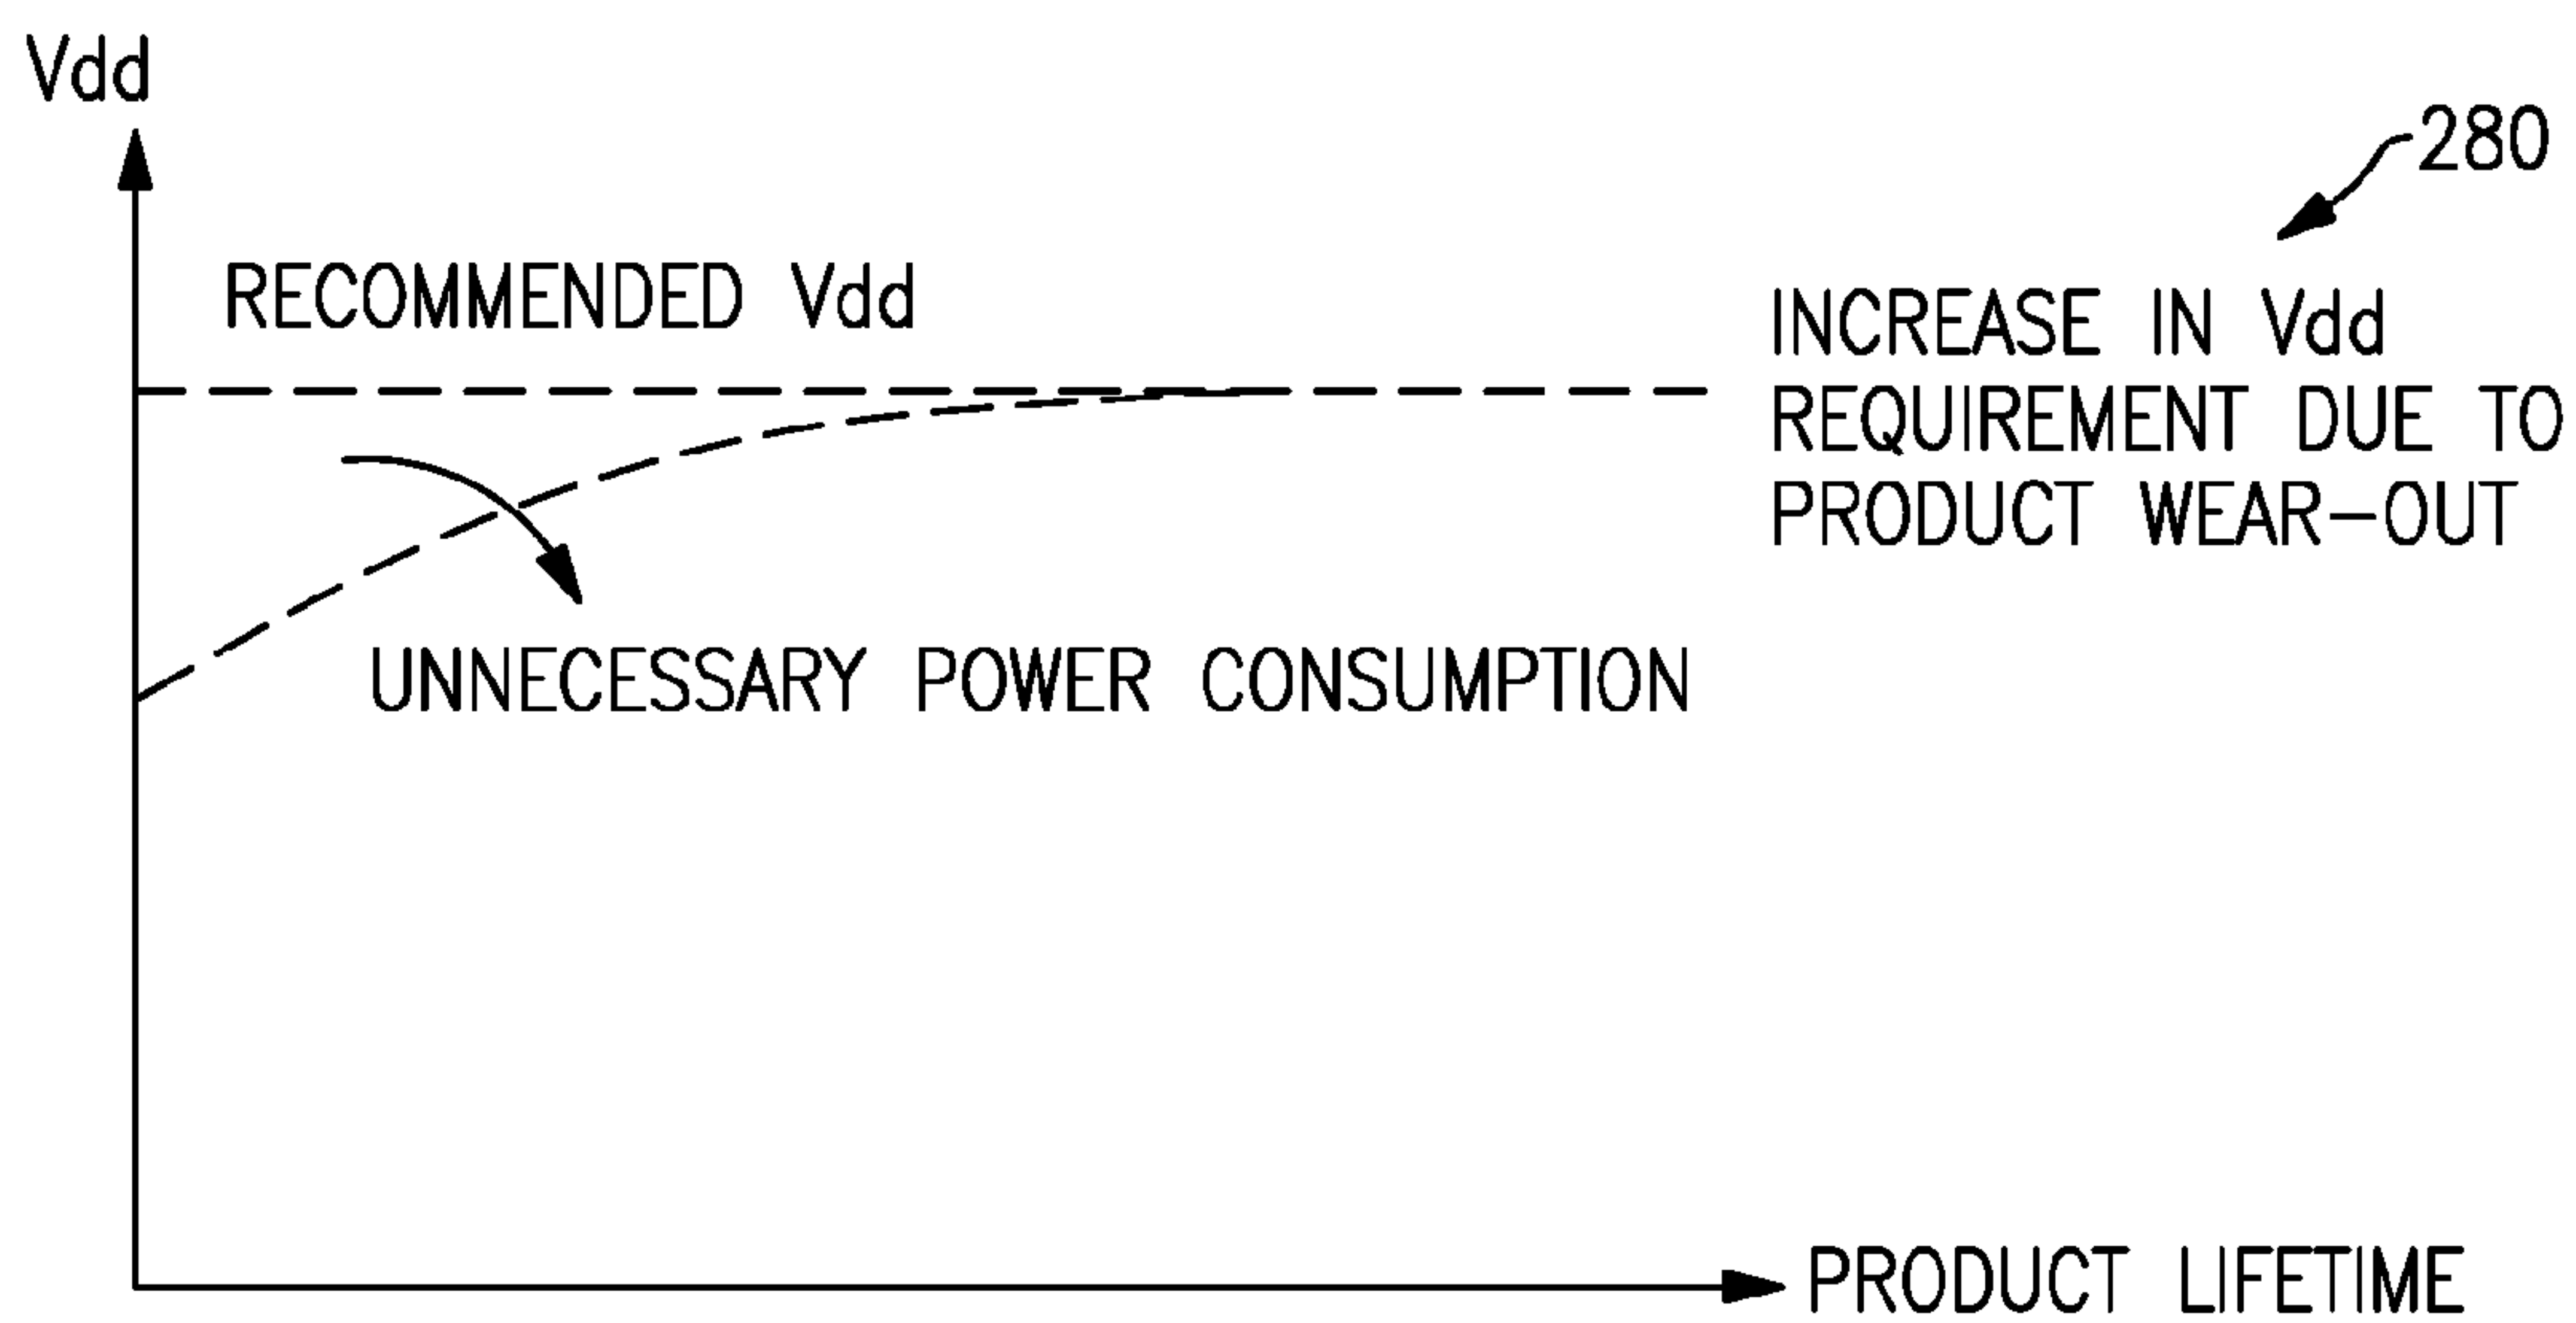 Vdd
280
RECOMMENDED Vdd
INCREASE IN Vdd
REQUIREMENT DUE TO
PRODUCT WEAR-OUT
UNNECESSARY POWER CONSUMPTION
PRODUCT LIFETIME